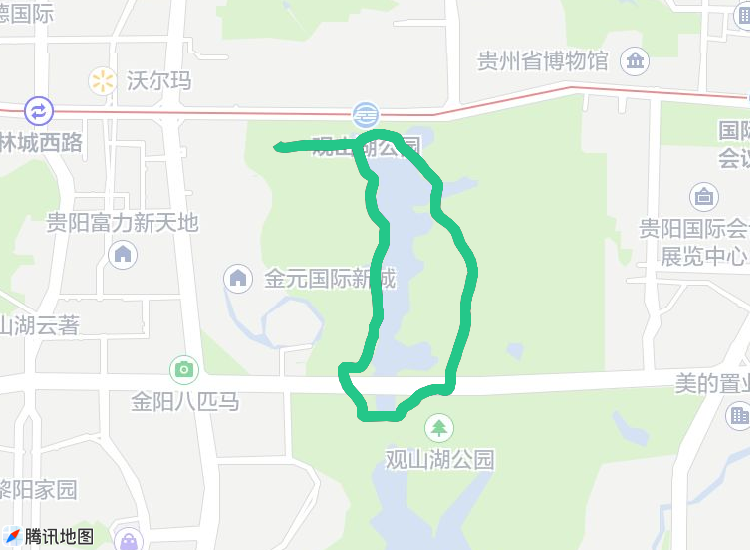 德国际
沃尔玛
贵州省博物馆
林城西路
观山湖公园
国际
会议
贵阳富力新天地
贵阳国际会
展览中心
金元国际新城
山湖云著
金阳八匹马
美的置业
观山湖公园
黎阳家园
腾讯地图